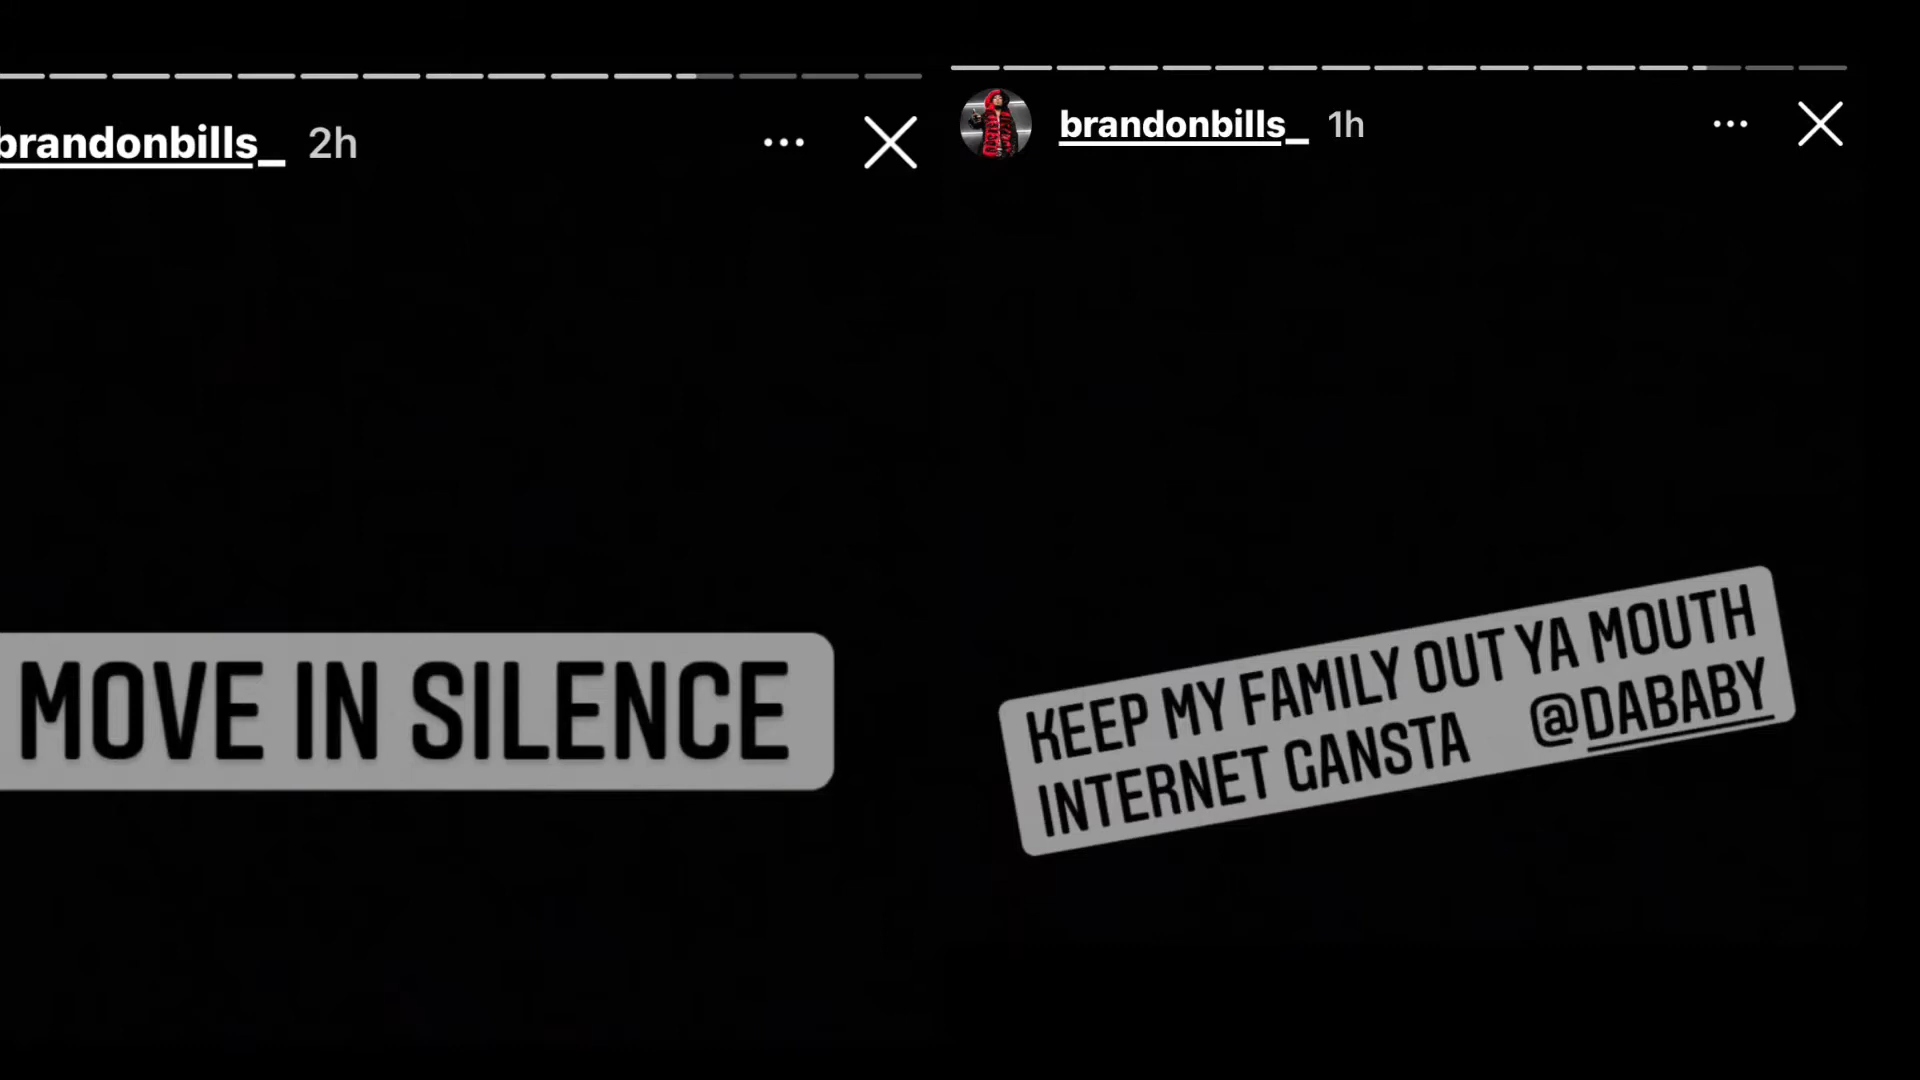 brandonbills_ 2h
MOVE IN SILENCE
brandonbills_ 1h
KEEP MY FAMILY OUT YA MOUTH
INTERNET GANSTA @DABABY